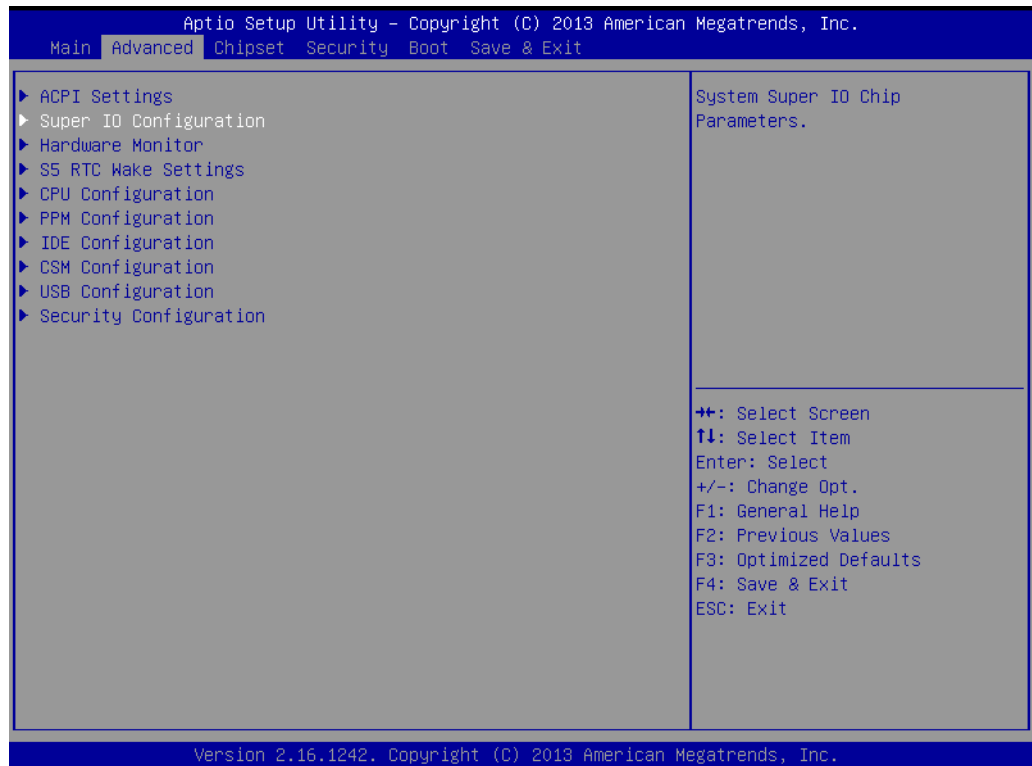 Aptio Setup Utility – Copyright (C) 2013 American Megatrends, Inc.
Main Advanced Chipset Security Boot Save & Exit
▶ ACPI Settings
▶ Super IO Configuration
▶ Hardware Monitor
▶ S5 RTC Wake Settings
▶ CPU Configuration
▶ PPM Configuration
▶ IDE Configuration
▶ CSM Configuration
▶ USB Configuration
▶ Security Configuration
System Super IO Chip
Parameters.
→←: Select Screen
↑↓: Select Item
Enter: Select
+/-: Change Opt.
F1: General Help
F2: Previous Values
F3: Optimized Defaults
F4: Save & Exit
ESC: Exit
Version 2.16.1242. Copyright (C) 2013 American Megatrends, Inc.